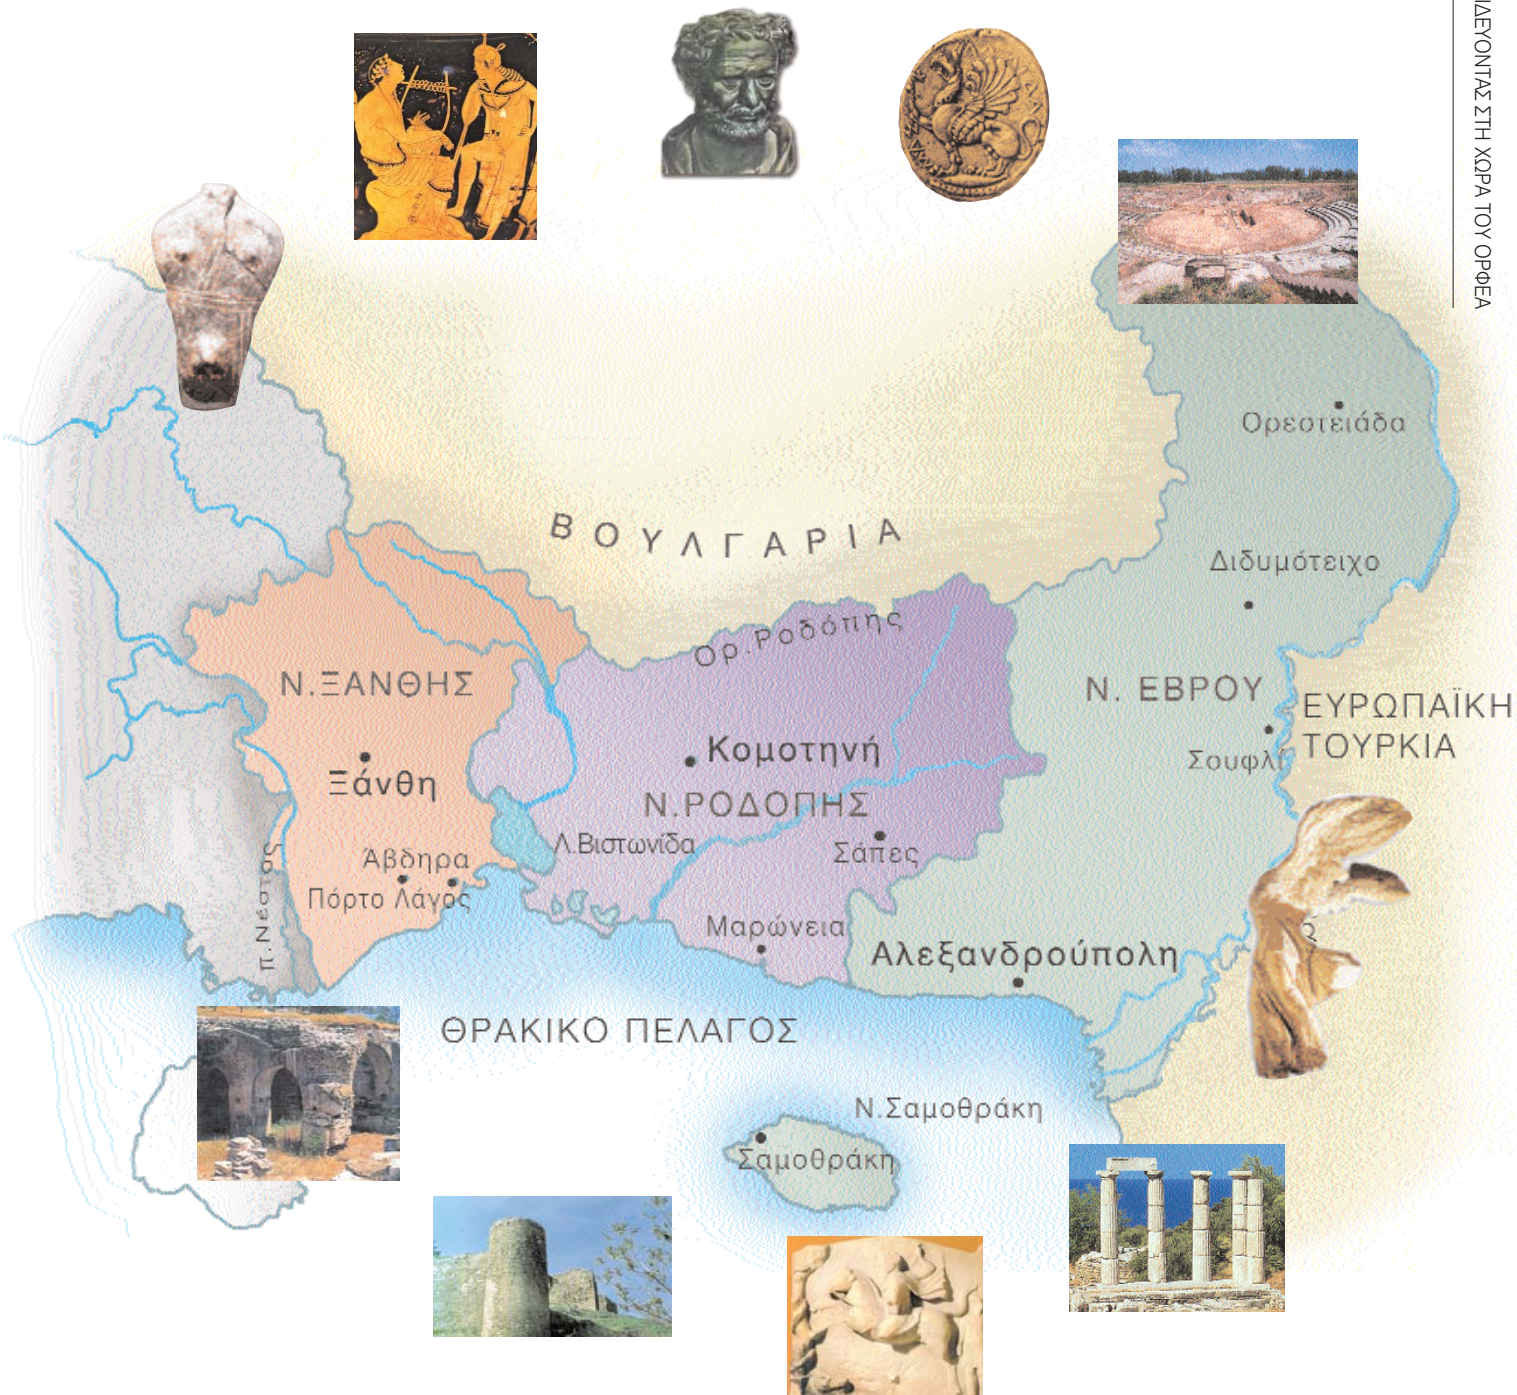 ΙΔΕΥΟΝΤΑΣ ΣΤΗ ΧΩΡΑ ΤΟΥ ΟΡΦΕΑ
Ορεστειάδα
ΒΟΥΛΓΑΡΙΑ
Διδυμότειχο
Ορ.Ροδόπης
Ν.ΞΑΝΘΗΣ
Ν. ΕΒΡΟΥ
ΕΥΡΩΠΑΪΚΗ
ΤΟΥΡΚΙΑ
Κομοτηνή
Σουφλί
Ξάνθη
Ν.ΡΟΔΟΠΗΣ
Λ.Βιστωνίδα
Σάπες
Άβδηρα
Πόρτο Λάγος
π.Νέστος
Μαρώνεια
Αλεξανδρούπολη
ΘΡΑΚΙΚΟ ΠΕΛΑΓΟΣ
Ν.Σαμοθράκη
Σαμοθράκη